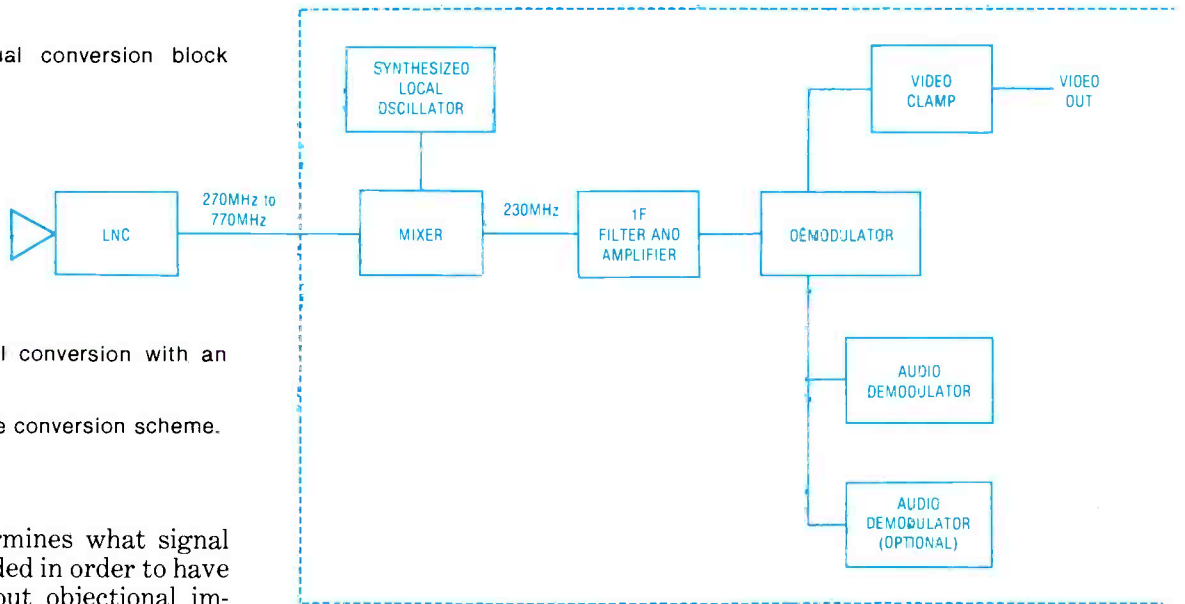 ual conversion block
l conversion with an
e conversion scheme.
rmines what signal
ded in order to have
out objectional im-
SYNTHESIZED
LOCAL
OSCILLATOR
VIDEO
CLAMP
VIDEO
OUT
LNC
270MHz to
770MHz
MIXER
230MHz
1F
FILTER AND
AMPLIFIER
DEMODULATOR
AUDIO
DEMODULATOR
AUDIO
DEMODULATOR
(OPTIONAL)